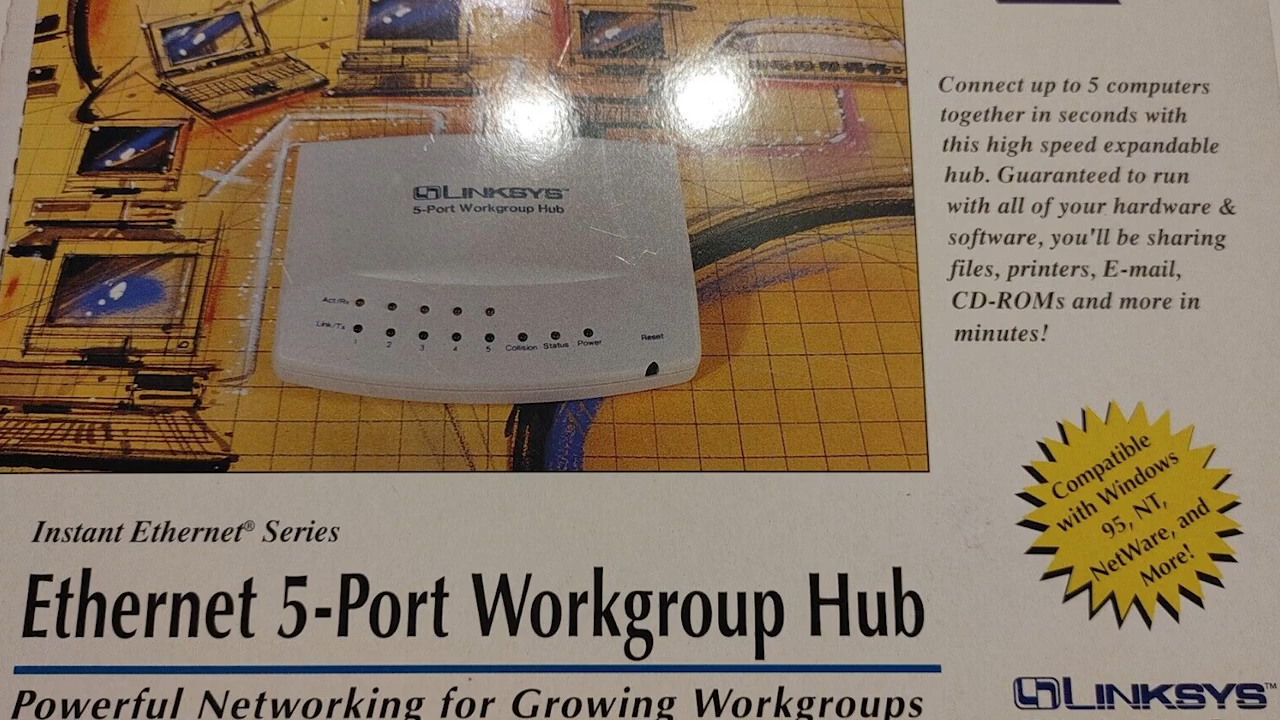 LINKSYS™
5-Port Workgroup Hub
Act/Rx
Link/Tx
1 2 3 4 5 Collision Status Power
Reset
Connect up to 5 computers
together in seconds with
this high speed expandable
hub. Guaranteed to run
with all of your hardware &
software, you'll be sharing
files, printers, E-mail,
CD-ROMs and more in
minutes!
Compatible
with Windows
95, NT,
NetWare, and
More!
Instant Ethernet® Series
Ethernet 5-Port Workgroup Hub
Powerful Networking for Growing Workgroups
LINKSYS™